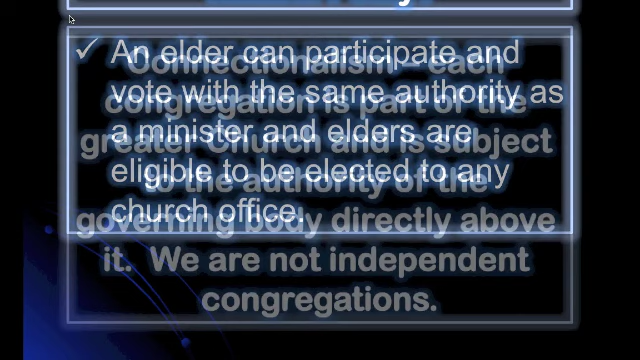 ✓ An elder can participate and
vote with the same authority as
a minister and elders are
eligible to be elected to any
church office.
Connectionalism - each
congregation is part of the
greater Church and is subject
to the authority of the
governing body directly above
it. We are not independent
congregations.